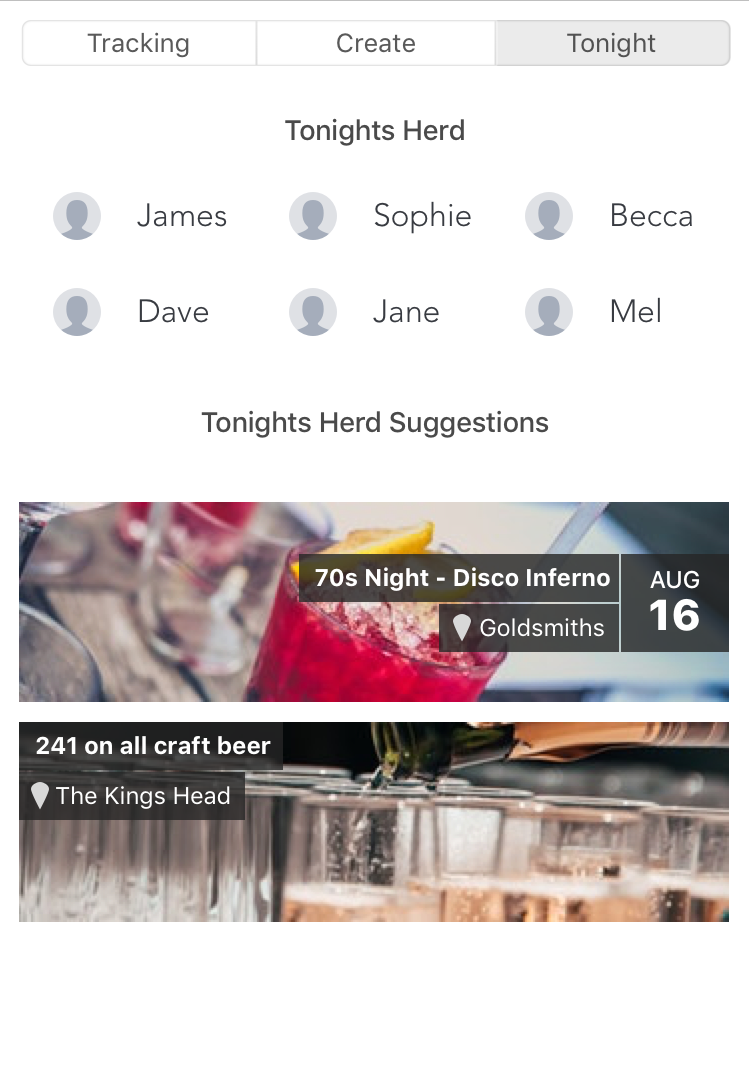 Tracking Create Tonight
Tonights Herd
James Sophie Becca
Dave Jane Mel
Tonights Herd Suggestions
70s Night - Disco Inferno
Goldsmiths
AUG
16
241 on all craft beer
The Kings Head